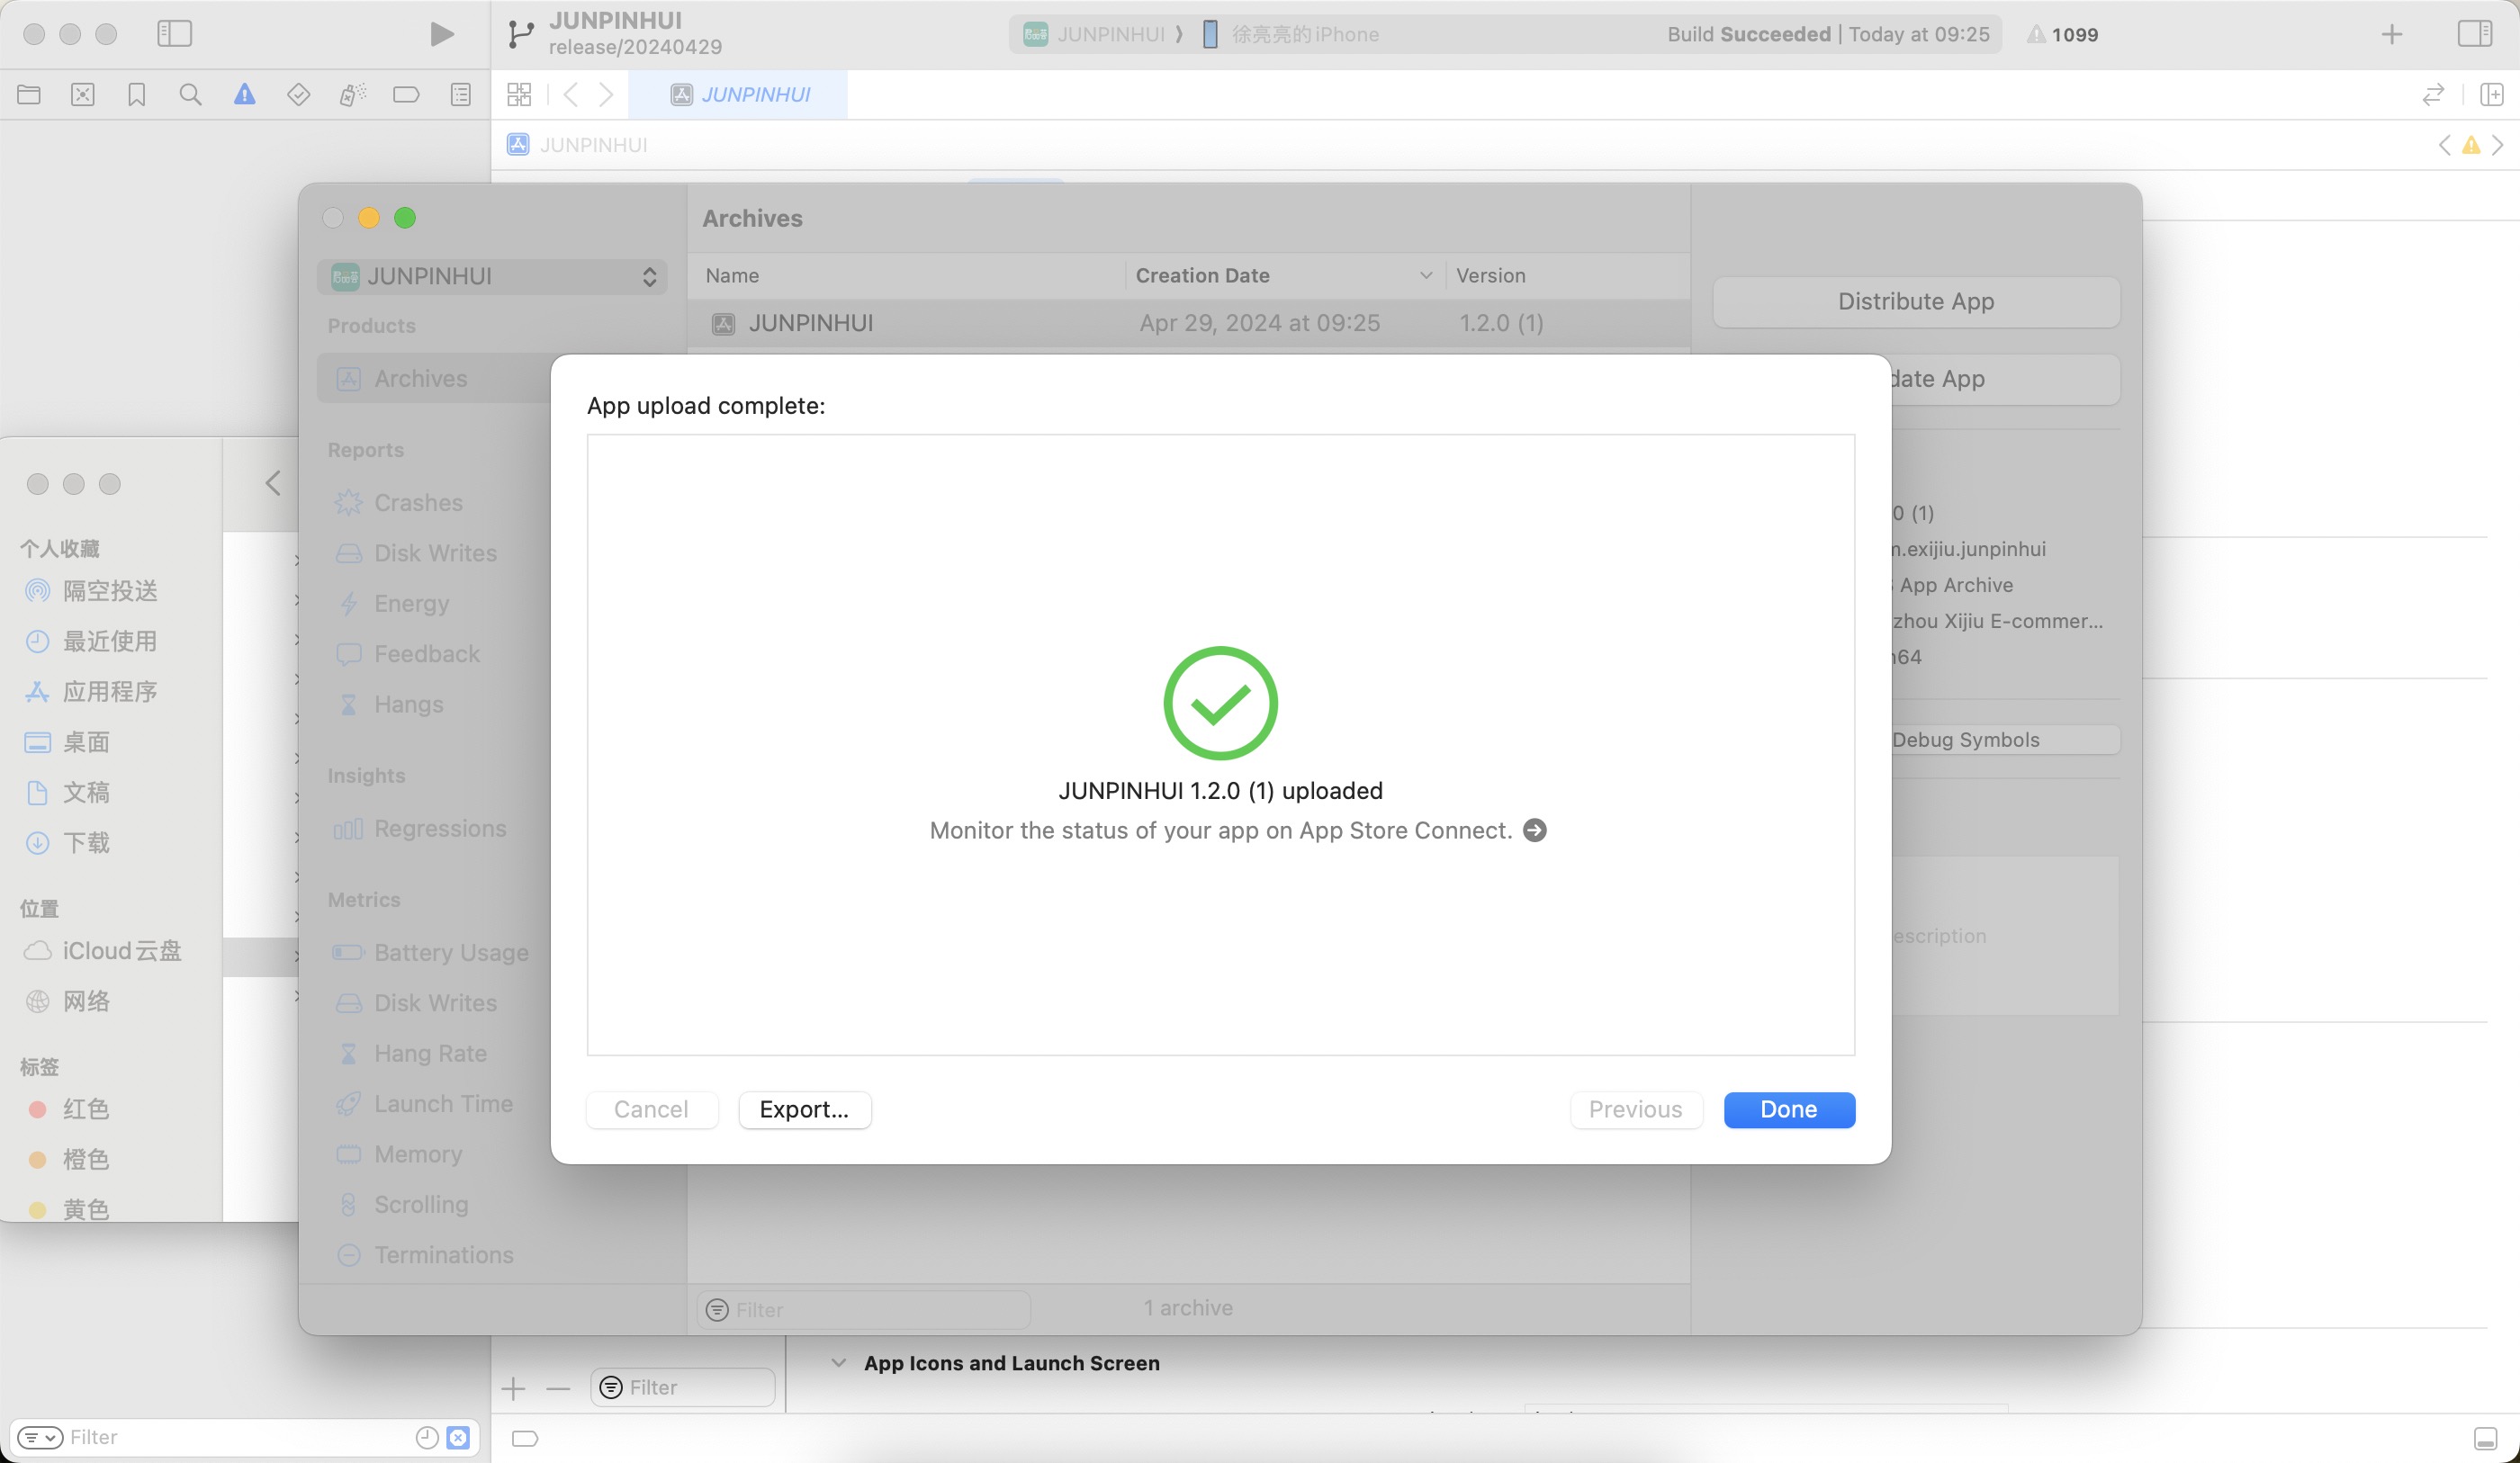 JUNPINHUI
release/20240429
JUNPINHUI 徐亮亮的iPhone
Build Succeeded | Today at 09:25
1099
JUNPINHUI
JUNPINHUI
Archives
JUNPINHUI
Name Creation Date Version
JUNPINHUI Apr 29, 2024 at 09:25 1.2.0 (1)
Products
Archives
Reports
Crashes
Disk Writes
Energy
Feedback
Hangs
Insights
Regressions
Metrics
Battery Usage
Disk Writes
Hang Rate
Launch Time
Memory
Scrolling
Terminations
Distribute App
date App
0 (1)
m.exijiu.junpinhui
App Archive
zhou Xijiu E-commer...
64
Debug Symbols
escription
App upload complete:
JUNPINHUI 1.2.0 (1) uploaded
Monitor the status of your app on App Store Connect.
Cancel
Export...
Previous
Done
Filter
1 archive
个人收藏
隔空投送
最近使用
应用程序
桌面
文稿
下载
位置
iCloud云盘
网络
标签
红色
橙色
黄色
App Icons and Launch Screen
Filter
Filter